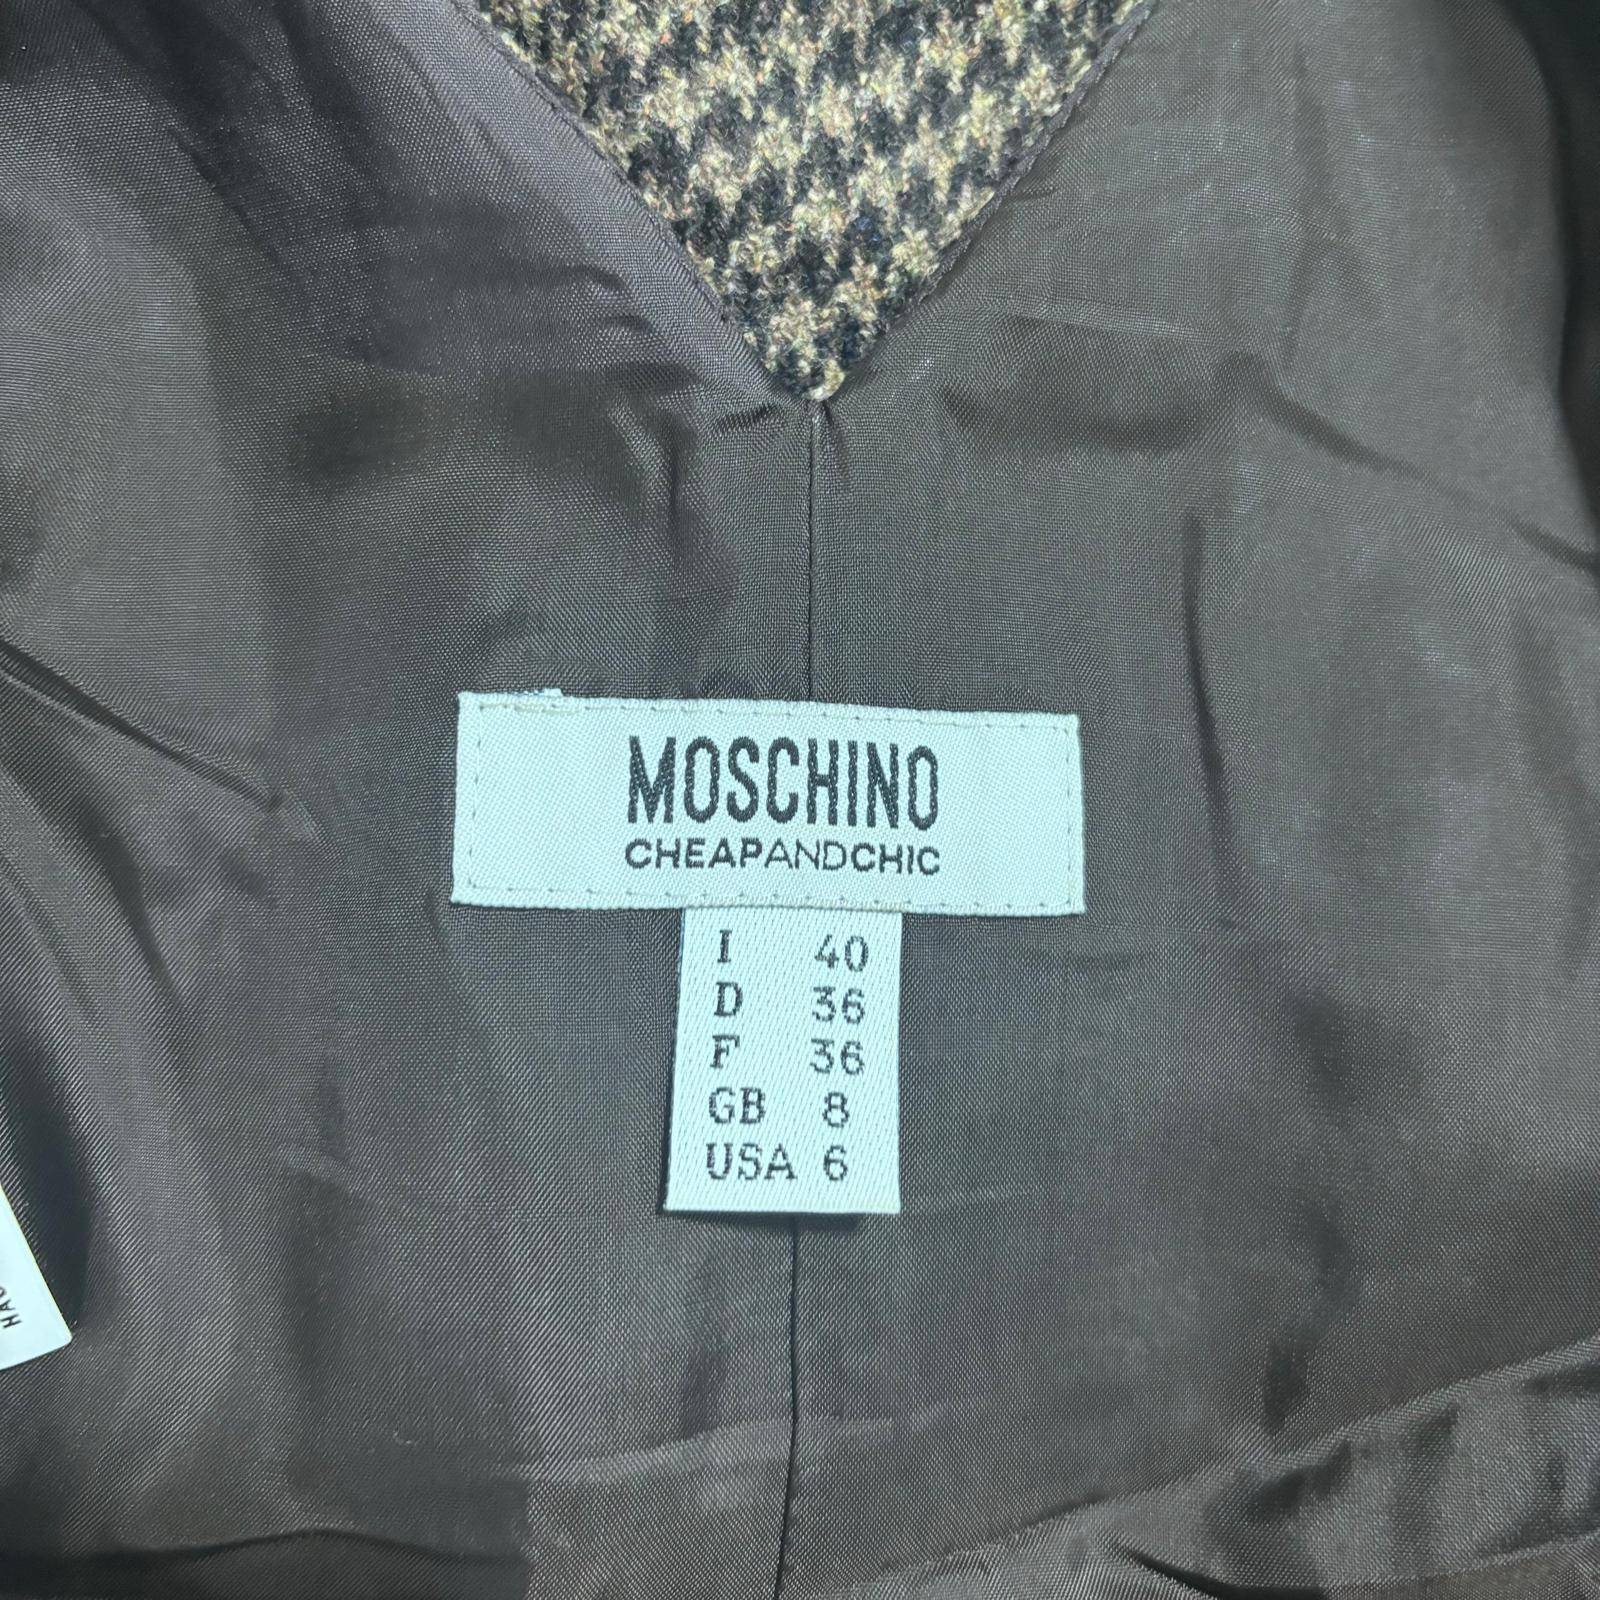 MOSCHINO
CHEAPANDCHIC
I 40
D 36
F 36
GB 8
USA 6